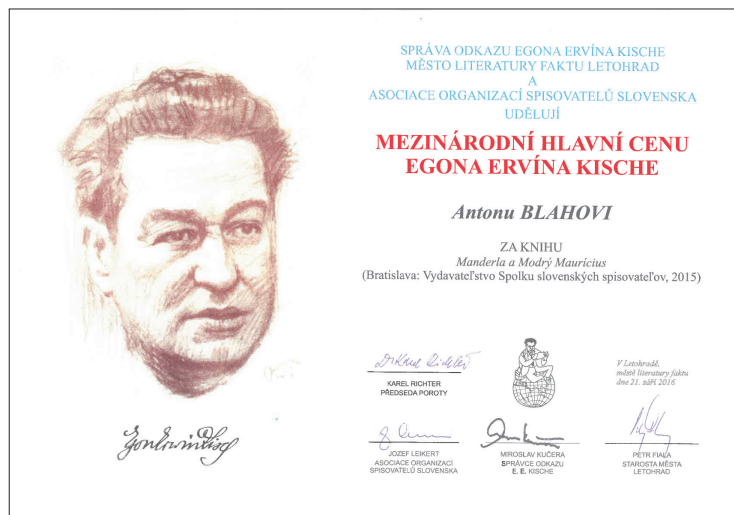 SPRÁVA ODKAZU EGONA ERVÍNA KISCHE
MĚSTO LITERATURY FAKTU LETOHRAD
A
ASOCIACE ORGANIZACÍ SPISOVATELŮ SLOVENSKA
UDĚLUJÍ
MEZINÁRODNÍ HLAVNÍ CENU
EGONA ERVÍNA KISCHE
Antonu BLAHOVI
ZA KNIHU
Manderla a Modrý Maurícius
(Bratislava: Vydavateľstvo Spolku slovenských spisovateľov, 2015)
V Letohradě,
městě literatury faktu
dne 21. září 2016
KAREL RICHTER
PŘEDSEDA POROTY
JOZEF LEIKERT
ASOCIACE ORGANIZACÍ
SPISOVATELŮ SLOVENSKA
MIROSLAV KUČERA
SPRÁVCE ODKAZU
E. E. KISCHE
PETR FIALA
STAROSTA MĚSTA
LETOHRAD